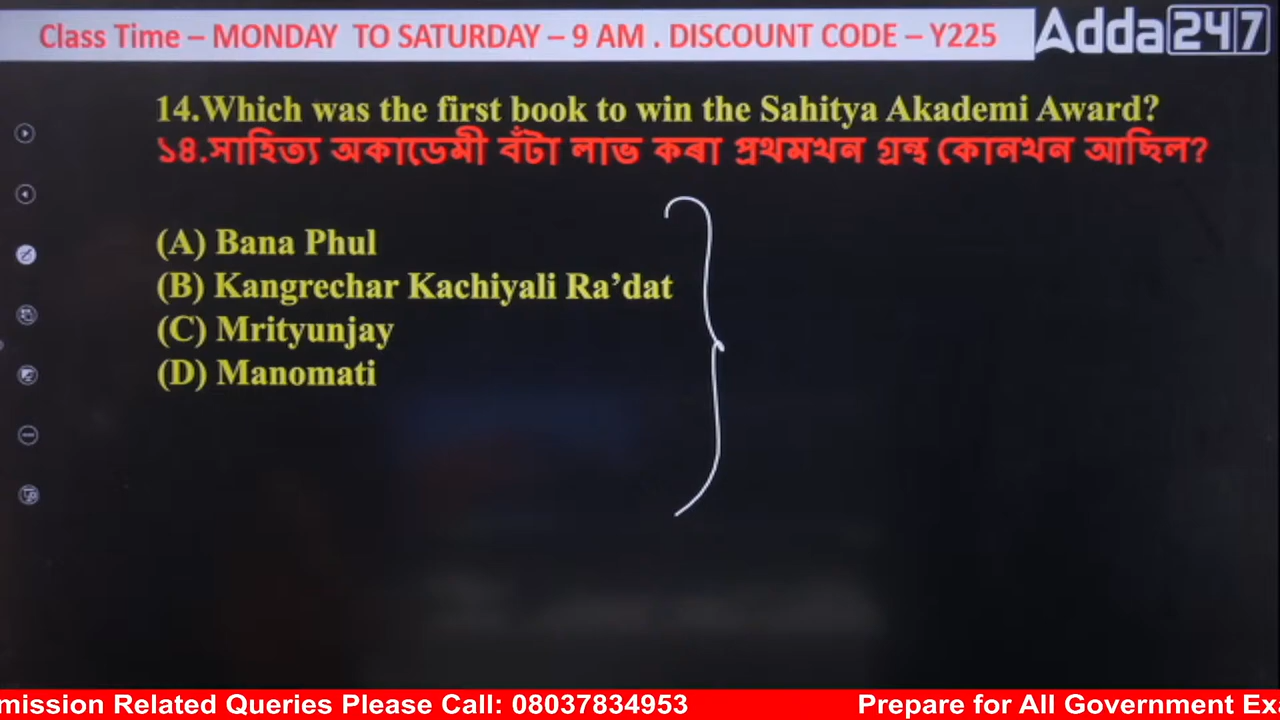 Class Time – MONDAY TO SATURDAY – 9 AM . DISCOUNT CODE – Y225
Adda247
14.Which was the first book to win the Sahitya Akademi Award?
১৪.সাহিত্য অকাডেমী বঁটা লাভ কৰা প্ৰথমখন গ্ৰন্থ কোনখন আছিল?
(A) Bana Phul
(B) Kangrechar Kachiyali Ra’dat
(C) Mrityunjay
(D) Manomati
mission Related Queries Please Call: 08037834953 Prepare for All Government Exa